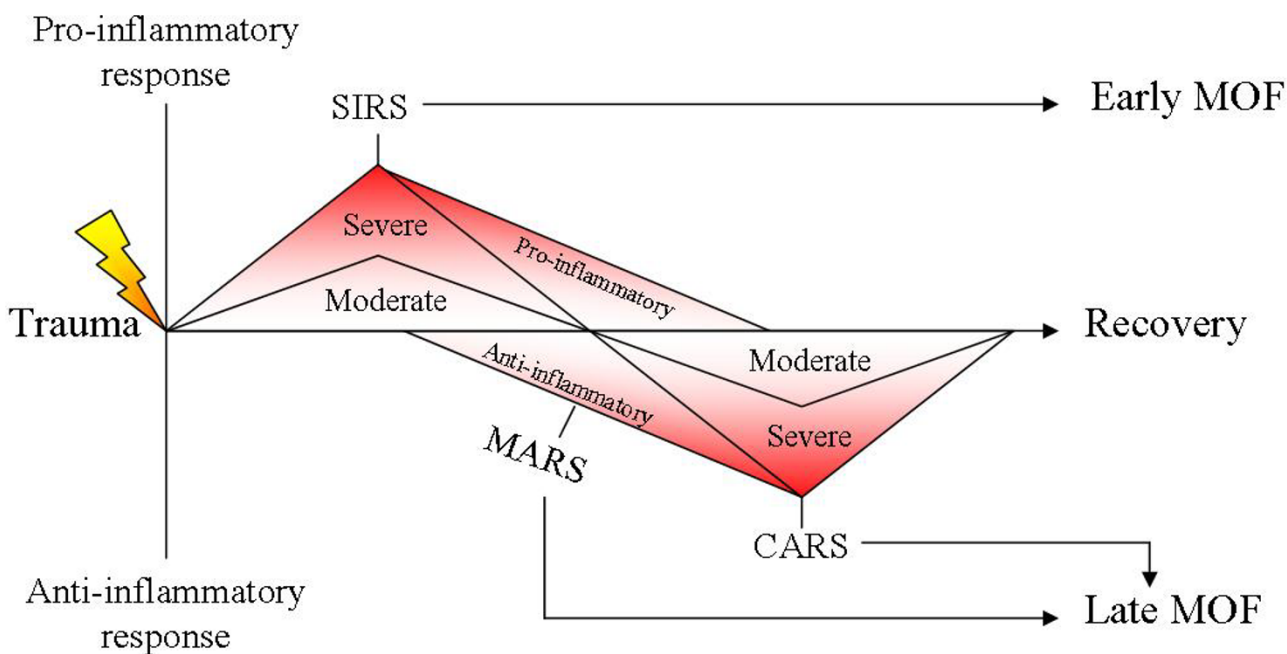 Pro-inflammatory
response
SIRS
Early MOF
Severe
Pro-inflammatory
Moderate
Trauma
Recovery
Anti-inflammatory
Moderate
Severe
MARS
CARS
Anti-inflammatory
response
Late MOF